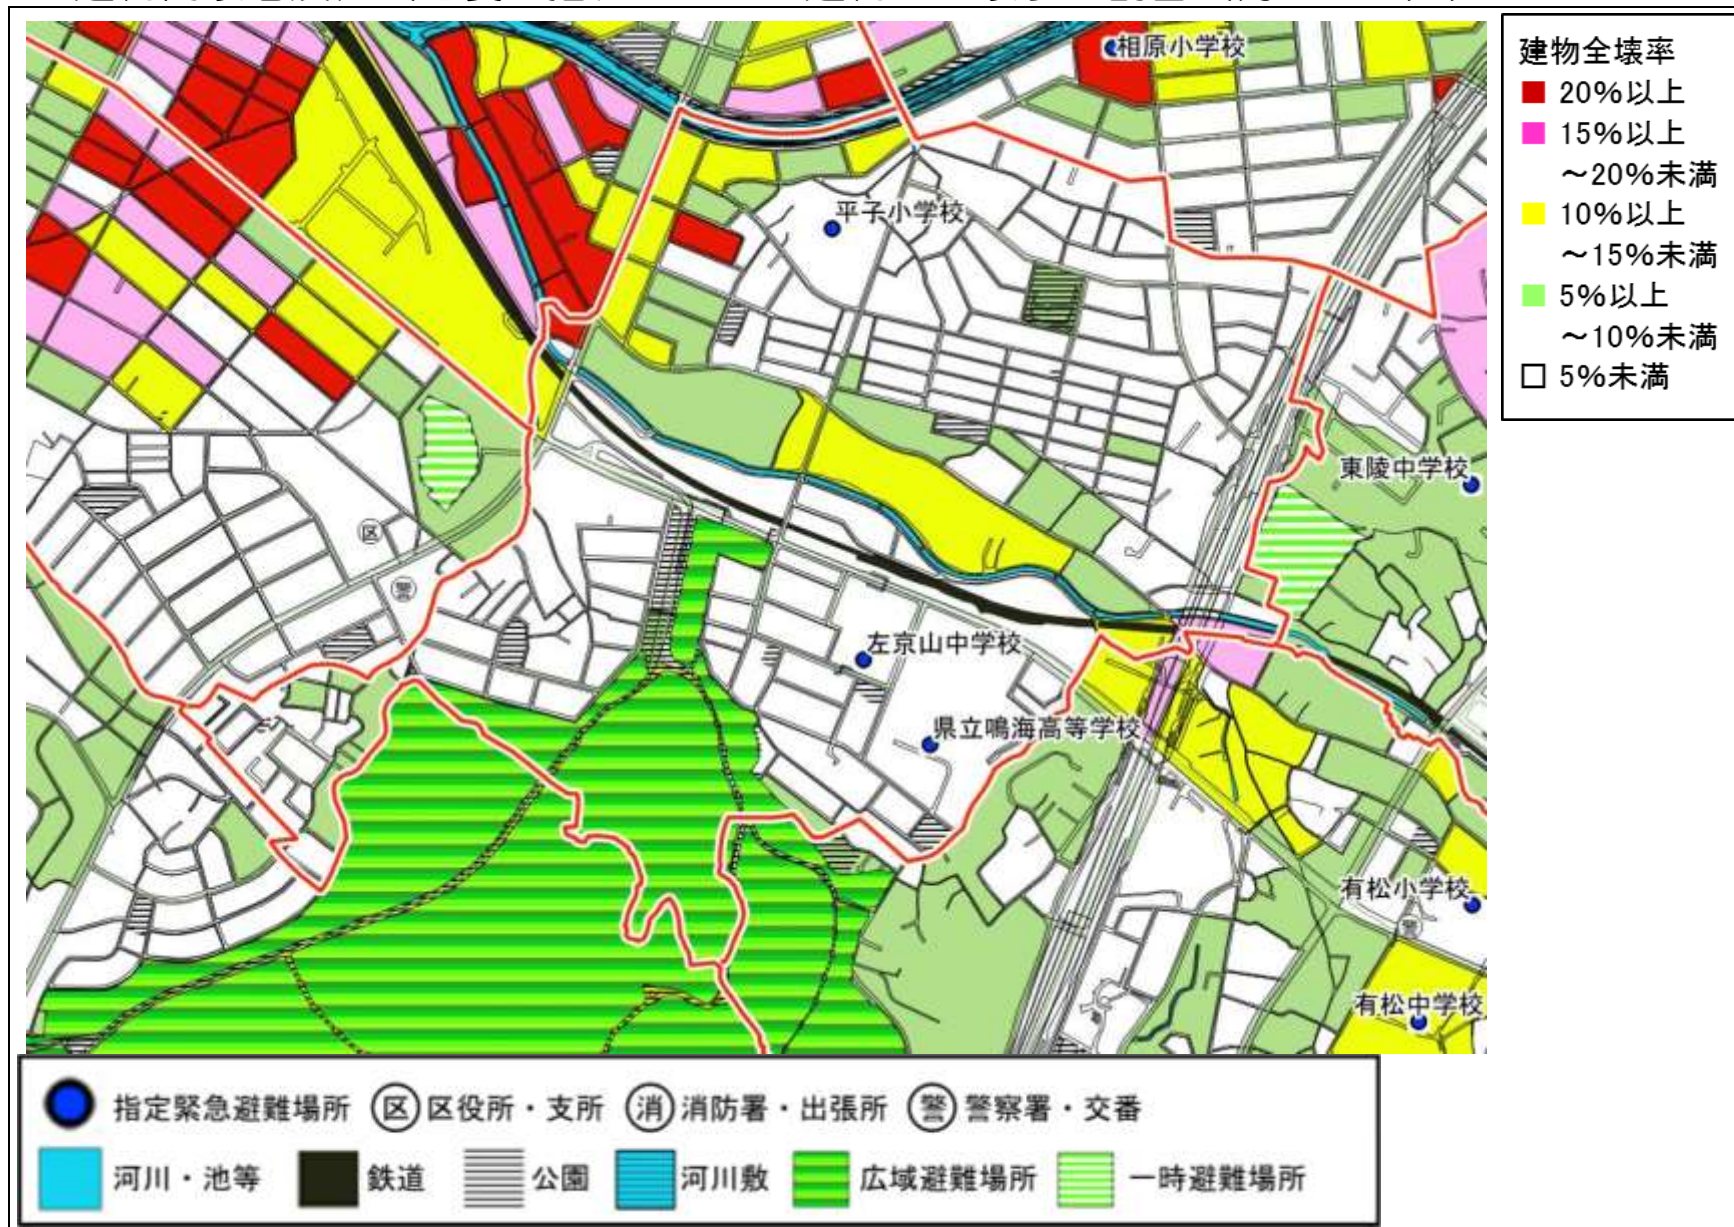 相原小学校
平子小学校
東陵中学校
区
警
左京山中学校
県立鳴海高等学校
有松小学校
警
有松中学校
建物全壊率
20%以上
15%以上
～20%未満
10%以上
～15%未満
5%以上
～10%未満
5%未満
指定緊急避難場所 区 区役所・支所 消 消防署・出張所 警 警察署・交番
河川・池等 鉄道 公園 河川敷 広域避難場所 一時避難場所